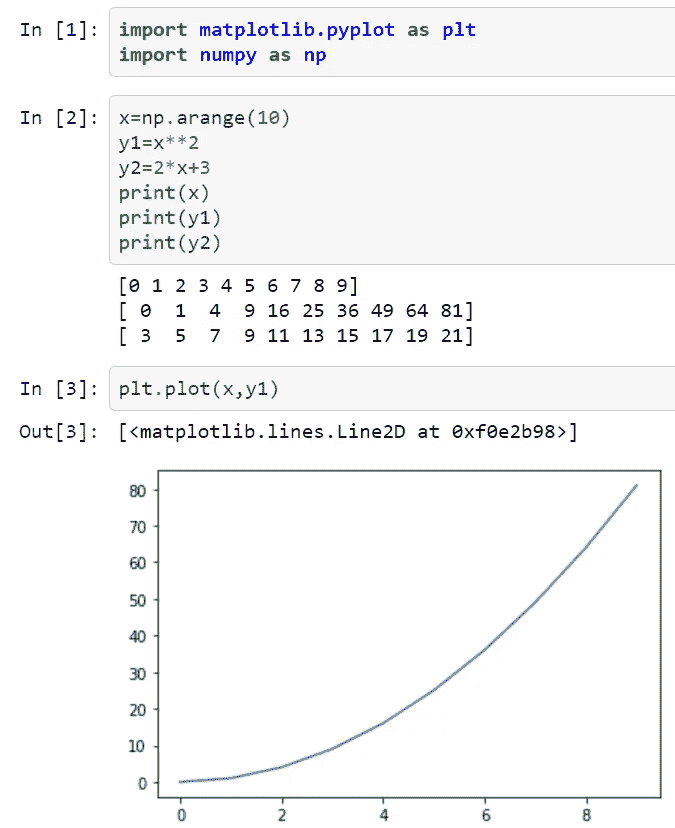 In [1]: import matplotlib.pyplot as plt
import numpy as np
In [2]: x=np.arange(10)
y1=x**2
y2=2*x+3
print(x)
print(y1)
print(y2)
[0 1 2 3 4 5 6 7 8 9]
[ 0  1  4  9 16 25 36 49 64 81]
[ 3  5  7  9 11 13 15 17 19 21]
In [3]: plt.plot(x,y1)
Out[3]: [<matplotlib.lines.Line2D at 0xf0e2b98>]
80
70
60
50
40
30
20
10
0
0 2 4 6 8